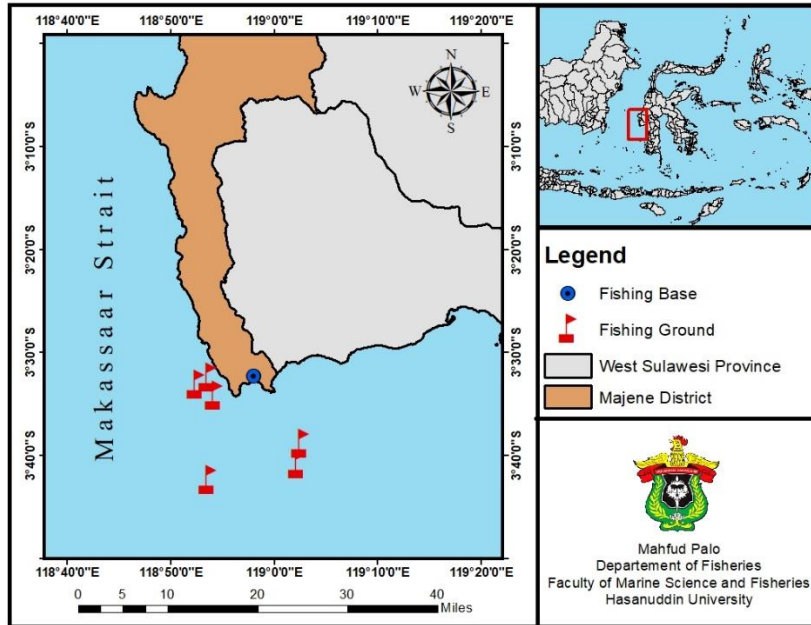 118°40'0"E 118°50'0"E 119°0'0"E 119°10'0"E 119°20'0"E
N
W E
S
3°10'0"S 3°10'0"S
3°20'0"S 3°20'0"S
3°30'0"S 3°30'0"S
3°40'0"S 3°40'0"S
Makassaar Strait
118°40'0"E 118°50'0"E 119°0'0"E 119°10'0"E 119°20'0"E
0 5 10 20 30 40
Miles
Legend
Fishing Base
Fishing Ground
West Sulawesi Province
Majene District
Mahfud Palo
Departement of Fisheries
Faculty of Marine Science and Fisheries
Hasanuddin University